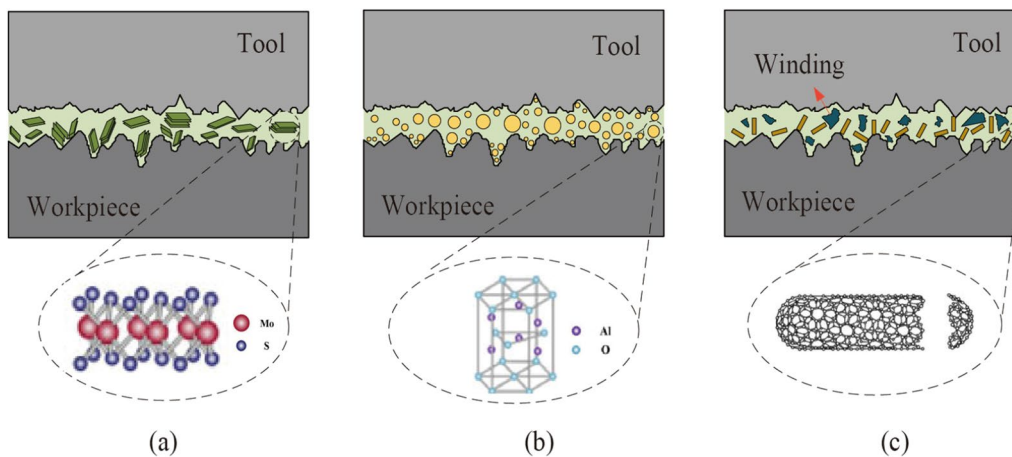 Tool
Workpiece
Mo
S
(a)
Tool
Workpiece
Al
O
(b)
Tool
Winding
Workpiece
(c)